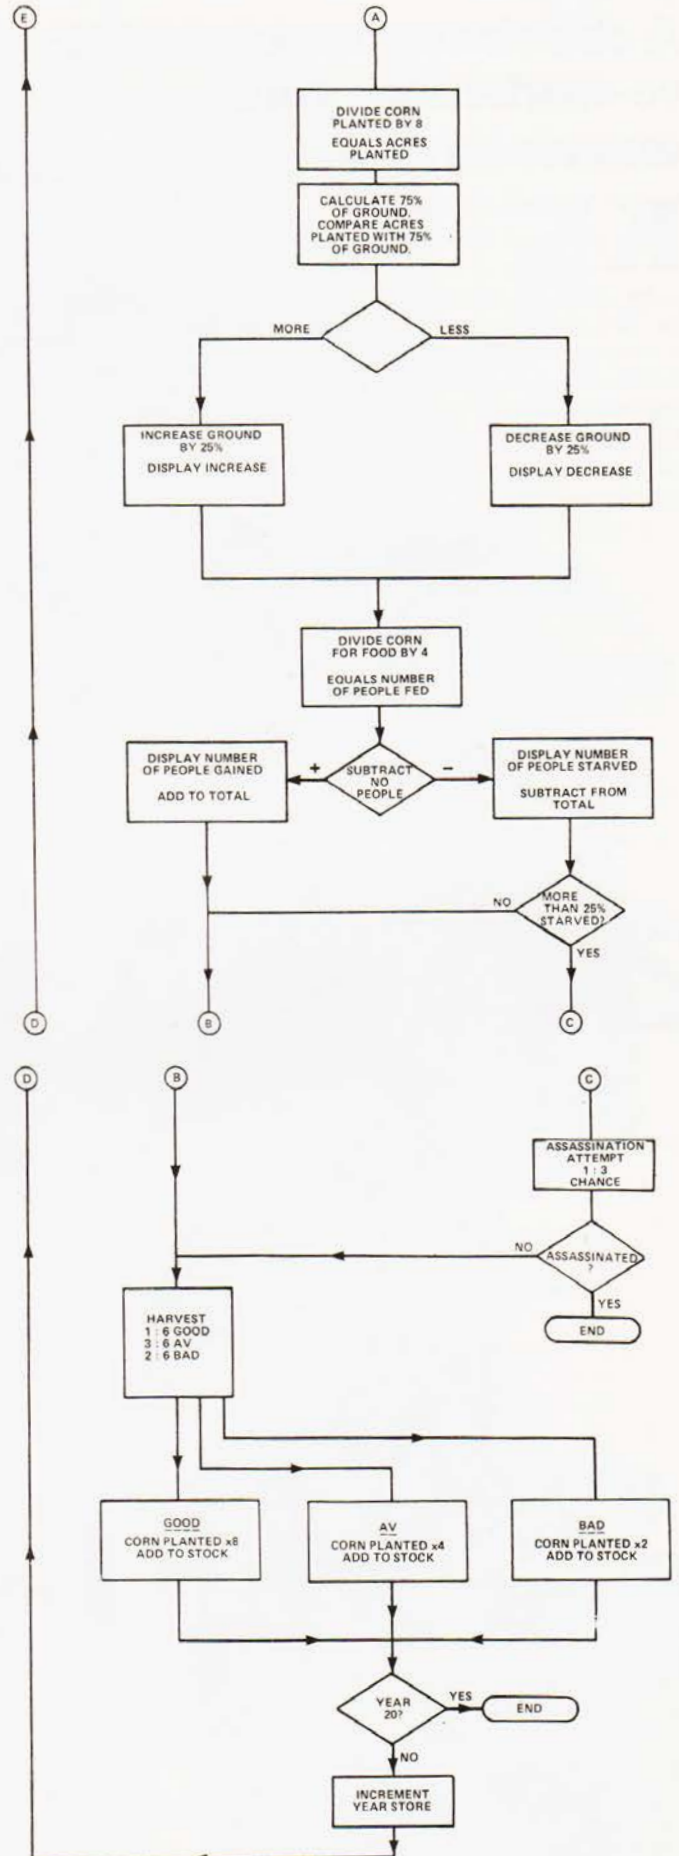 E
A
DIVIDE CORN
PLANTED BY 8
EQUALS ACRES
PLANTED
CALCULATE 75%
OF GROUND.
COMPARE ACRES
PLANTED WITH 75%
OF GROUND.
MORE
LESS
INCREASE GROUND
BY 25%
DISPLAY INCREASE
DECREASE GROUND
BY 25%
DISPLAY DECREASE
DIVIDE CORN
FOR FOOD BY 4
EQUALS NUMBER
OF PEOPLE FED
DISPLAY NUMBER
OF PEOPLE GAINED
ADD TO TOTAL
+
SUBTRACT
NO
PEOPLE
−
DISPLAY NUMBER
OF PEOPLE STARVED
SUBTRACT FROM
TOTAL
NO
MORE
THAN 25%
STARVED?
YES
D
B
C
D
B
C
ASSASSINATION
ATTEMPT
1 : 3
CHANCE
NO
ASSASSINATED
?
YES
END
HARVEST
1 : 6 GOOD
3 : 6 AV
2 : 6 BAD
GOOD
CORN PLANTED x8
ADD TO STOCK
AV
CORN PLANTED x4
ADD TO STOCK
BAD
CORN PLANTED x2
ADD TO STOCK
YEAR
20?
YES
END
NO
INCREMENT
YEAR STORE